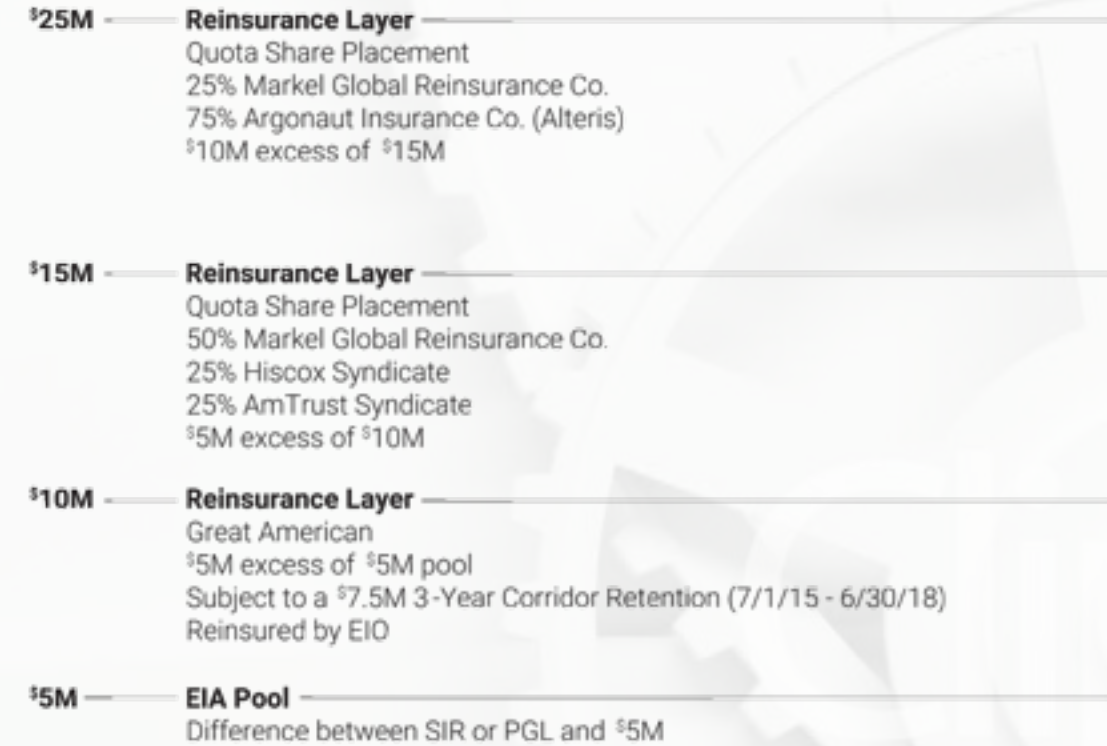 $25M Reinsurance Layer
Quota Share Placement
25% Markel Global Reinsurance Co.
75% Argonaut Insurance Co. (Alteris)
$10M excess of $15M
$15M Reinsurance Layer
Quota Share Placement
50% Markel Global Reinsurance Co.
25% Hiscox Syndicate
25% AmTrust Syndicate
$5M excess of $10M
$10M Reinsurance Layer
Great American
$5M excess of $5M pool
Subject to a $7.5M 3-Year Corridor Retention (7/1/15 - 6/30/18)
Reinsured by EIO
$5M EIA Pool
Difference between SIR or PGL and $5M